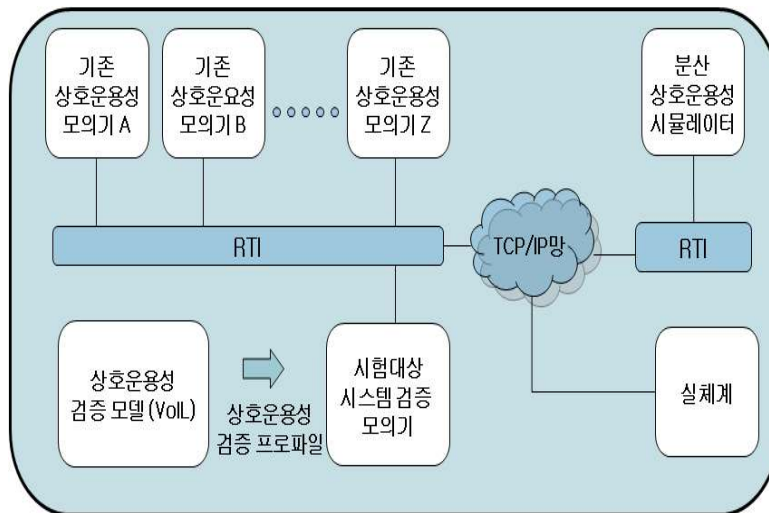 기존
상호운용성
모의기 A
기존
상호운요성
모의기 B
기존
상호운용성
모의기 Z
분산
상호운용성
시뮬레이터
RTI
TCP/IP망
RTI
상호운용성
검증 모델(VoIL)
상호운용성
검증 프로파일
시험대상
시스템 검증
모의기
실체계